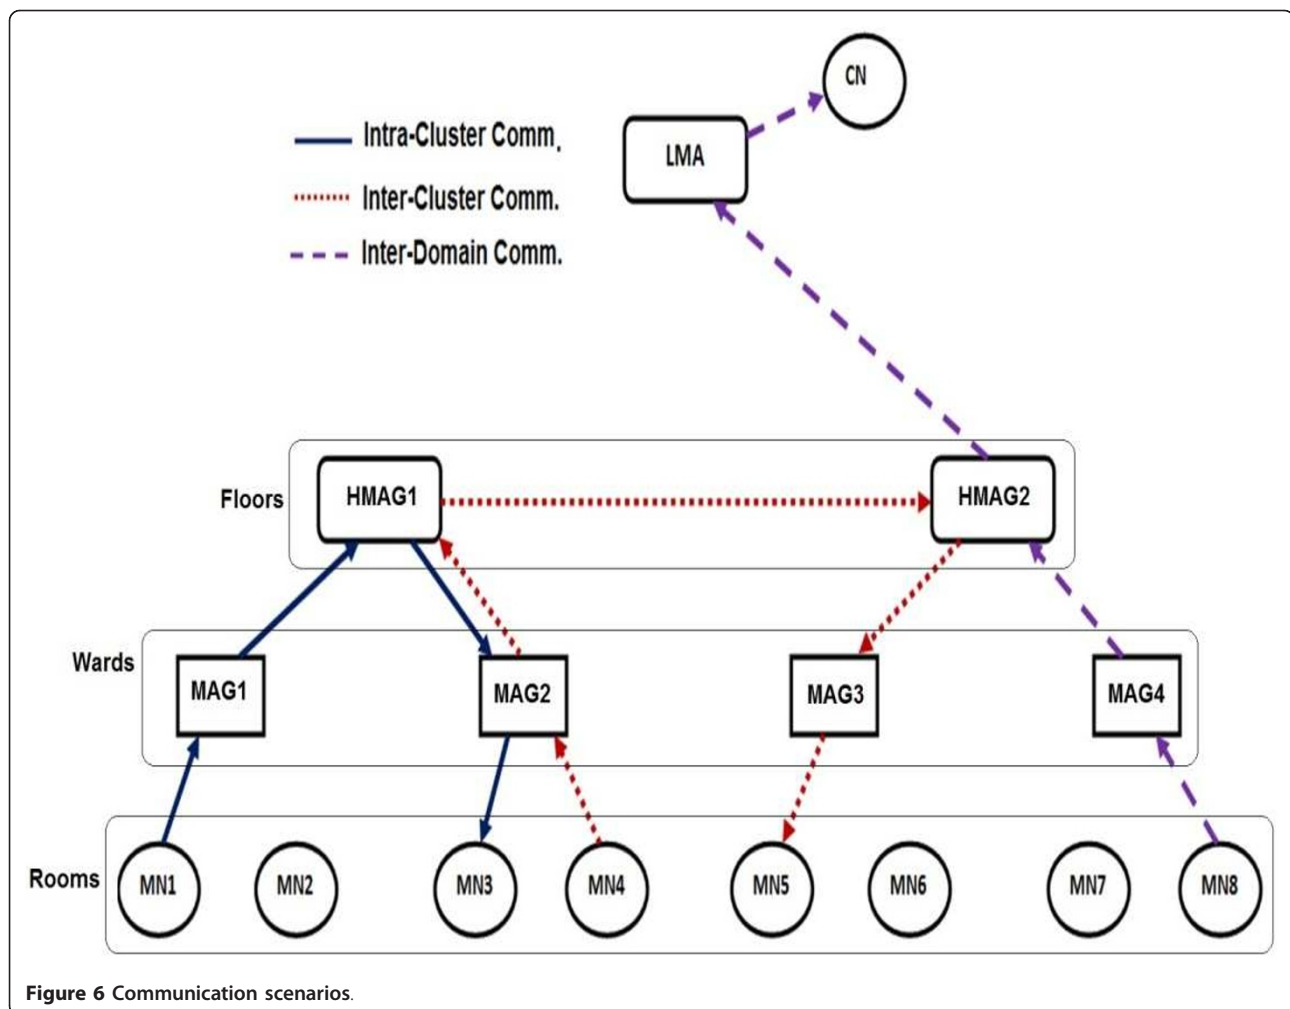 CN
LMA
Intra-Cluster Comm.
Inter-Cluster Comm.
Inter-Domain Comm.
Floors
HMAG1
HMAG2
Wards
MAG1
MAG2
MAG3
MAG4
Rooms
MN1
MN2
MN3
MN4
MN5
MN6
MN7
MN8
Figure 6 Communication scenarios.